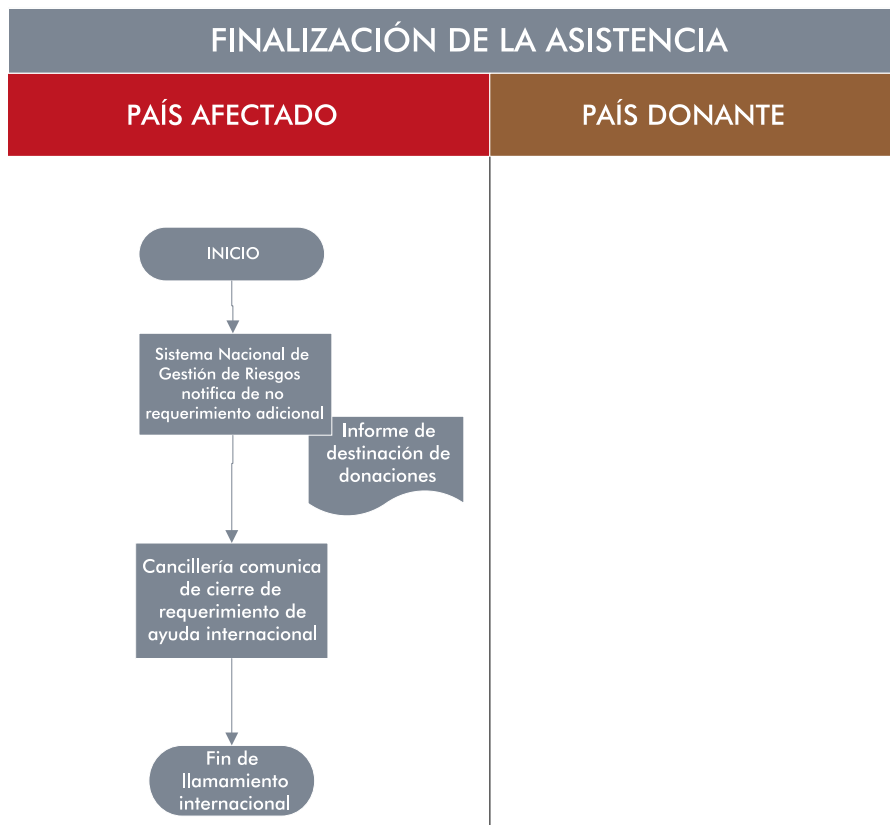 FINALIZACIÓN DE LA ASISTENCIA
PAÍS AFECTADO
PAÍS DONANTE
INICIO
Sistema Nacional de
Gestión de Riesgos
notifica de no
requerimiento adicional
Informe de
destinación de
donaciones
Cancillería comunica
de cierre de
requerimiento de
ayuda internacional
Fin de
llamamiento
internacional